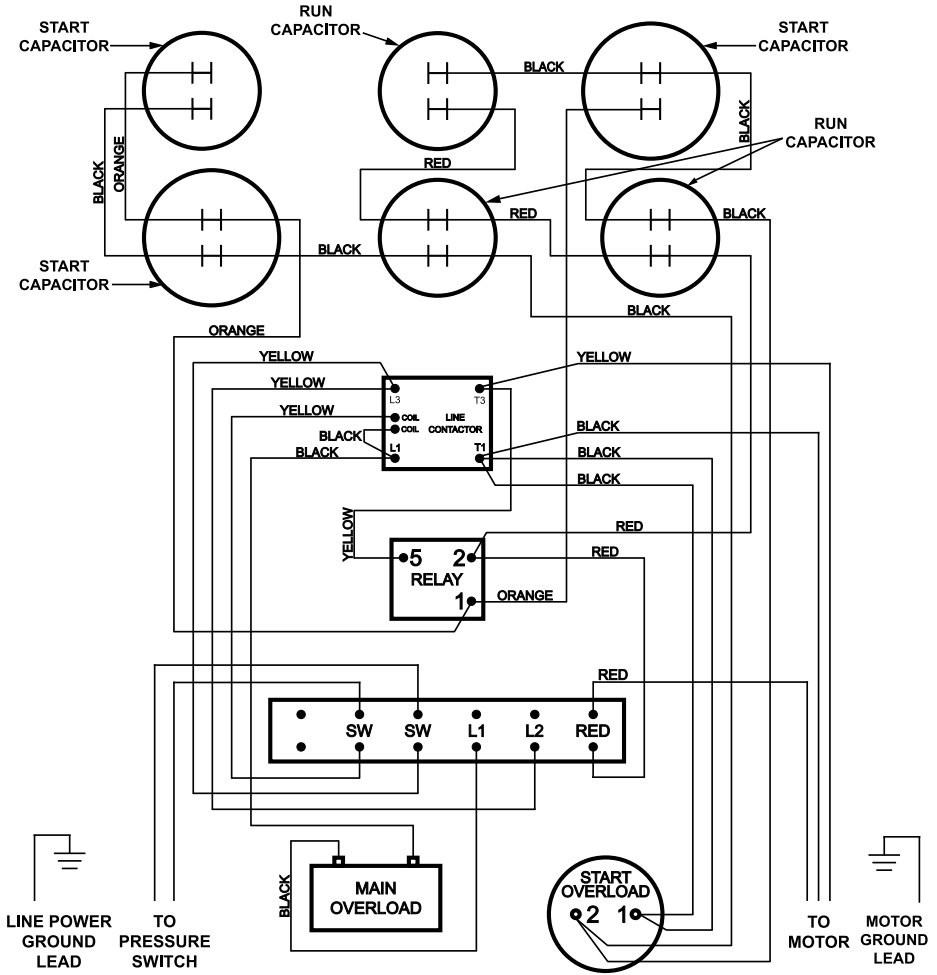 START
CAPACITOR
RUN
CAPACITOR
START
CAPACITOR
BLACK
BLACK
RUN
CAPACITOR
BLACK
ORANGE
RED
RED
BLACK
BLACK
START
CAPACITOR
BLACK
ORANGE
YELLOW
YELLOW
YELLOW
YELLOW
L3
T3
COIL
COIL
LINE
CONTACTOR
BLACK
BLACK
L1
T1
BLACK
BLACK
BLACK
YELLOW
RED
RED
5
2
RELAY
1
ORANGE
RED
SW
SW
L1
L2
RED
BLACK
MAIN
OVERLOAD
START
OVERLOAD
2
1
LINE POWER
GROUND
LEAD
TO
PRESSURE
SWITCH
TO
MOTOR
MOTOR
GROUND
LEAD